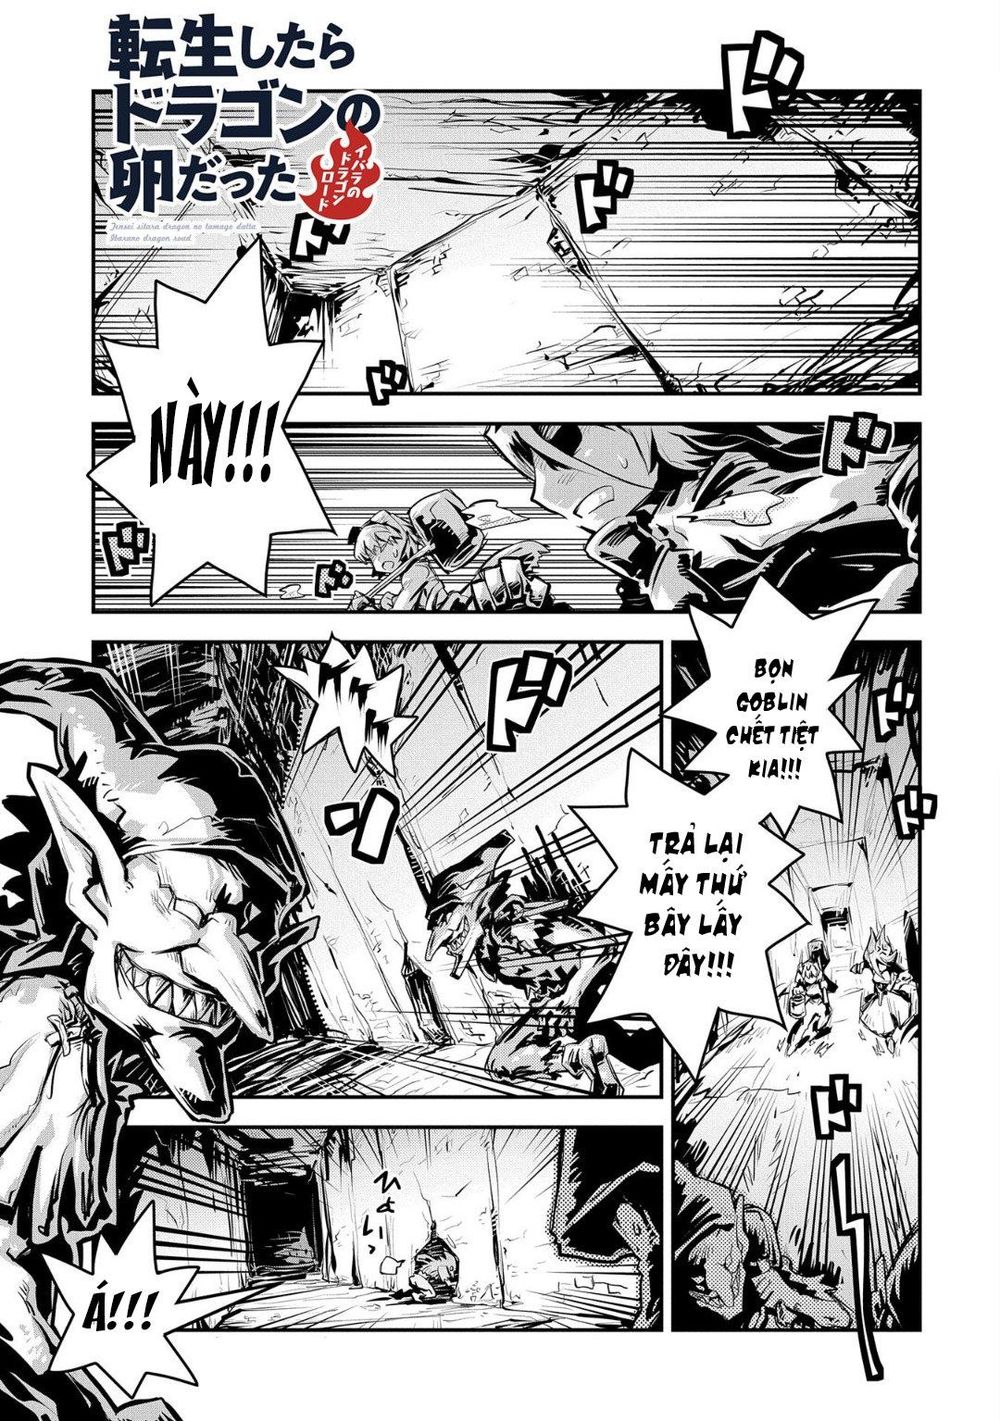 転生したら
ドラゴンの
卵だった
イバラの
ドラゴン
ロード
Tensei sitara dragon no tamago datta
Ibarano dragon road
ド
ド
ド
NÀY!!!
ド
ド
ド
ド
BỌN
GOBLIN
CHẾT TIỆT
KIA!!!
TRẢ LẠI
MẤY THỨ
BÂY LẤY
ĐÂY!!!
ド
ド
ひょいっ
Á!!!